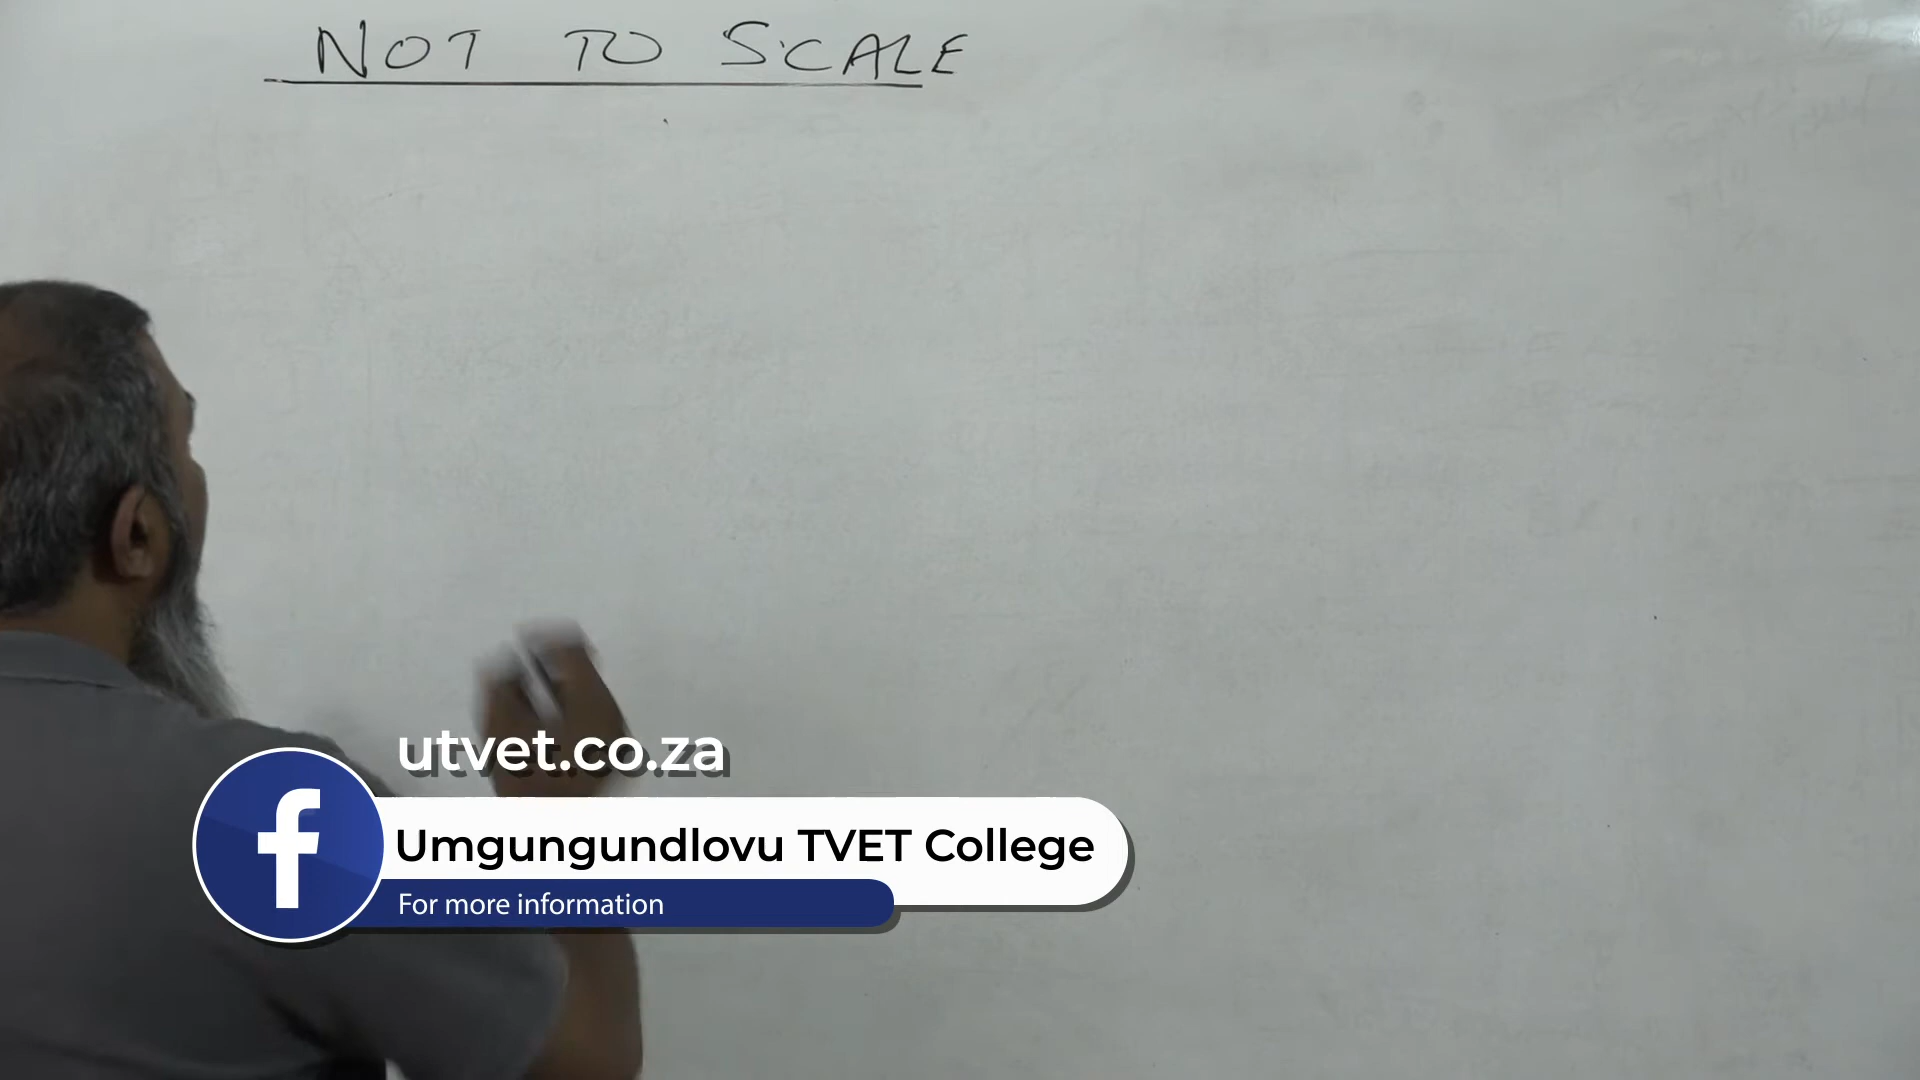 NOT TO SCALE
utvet.co.za
Umgungundlovu TVET College
For more information